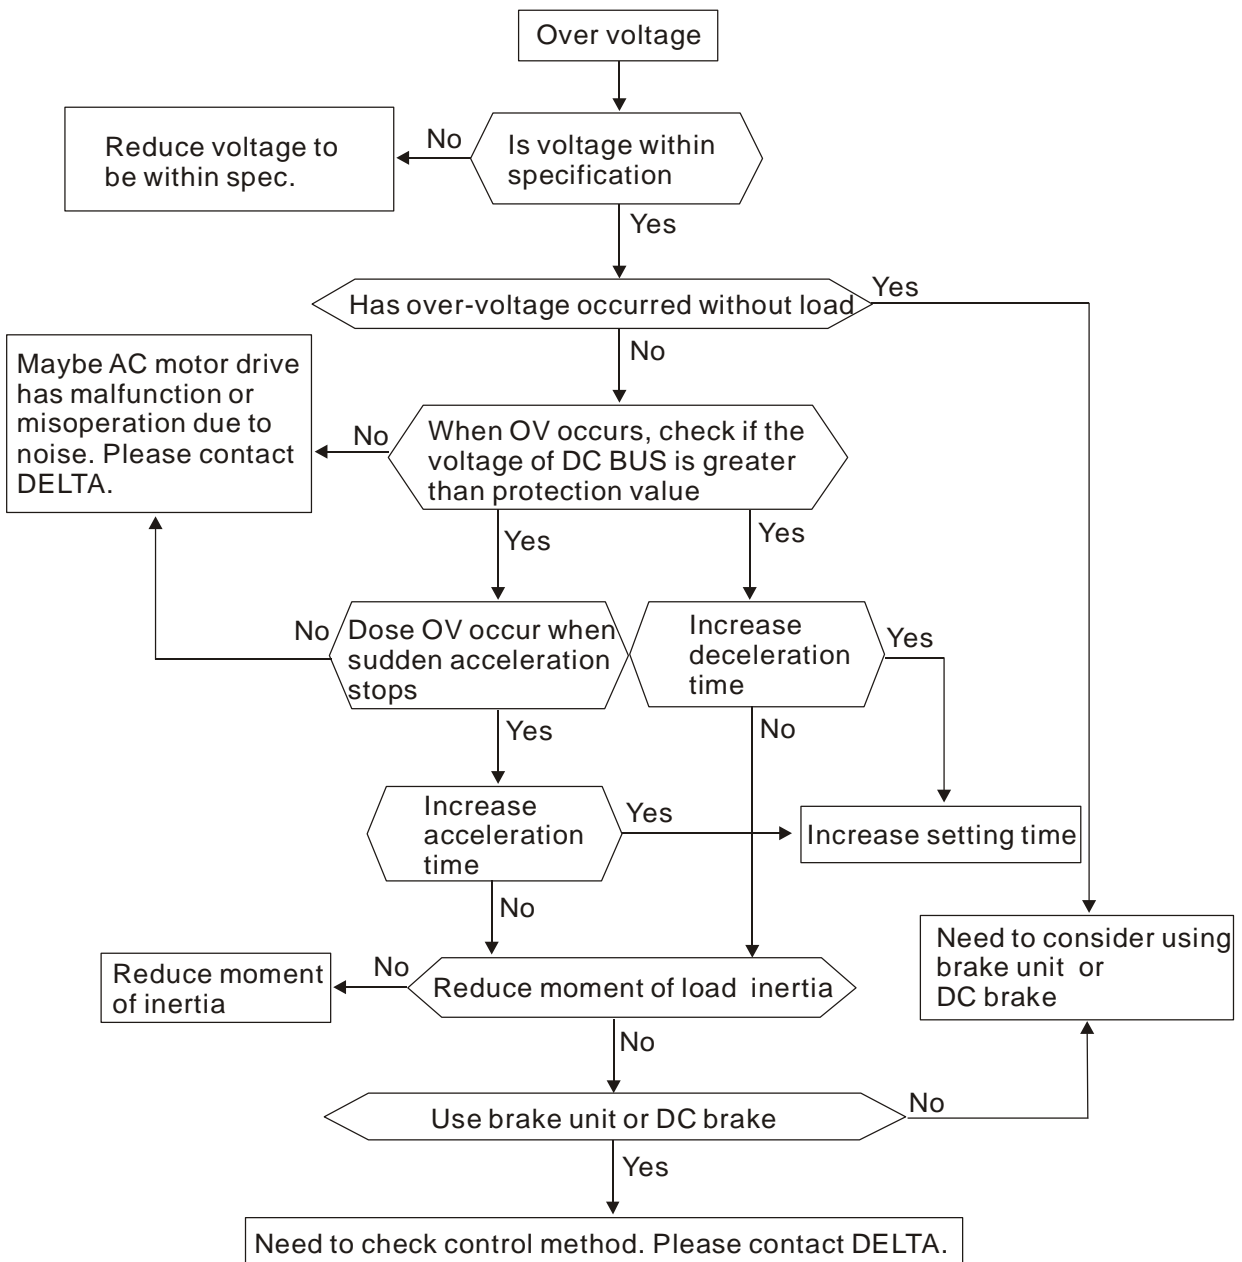 Over voltage
Reduce voltage to
be within spec.
No
Is voltage within
specification
Yes
Has over-voltage occurred without load
Yes
No
Maybe AC motor drive
has malfunction or
misoperation due to
noise. Please contact
DELTA.
No
When OV occurs, check if the
voltage of DC BUS is greater
than protection value
Yes
Yes
No
Dose OV occur when
sudden acceleration
stops
Increase
deceleration
time
Yes
Yes
No
Increase
acceleration
time
Yes
Increase setting time
No
Need to consider using
brake unit or
DC brake
Reduce moment
of inertia
No
Reduce moment of load inertia
No
Use brake unit or DC brake
No
Yes
Need to check control method. Please contact DELTA.